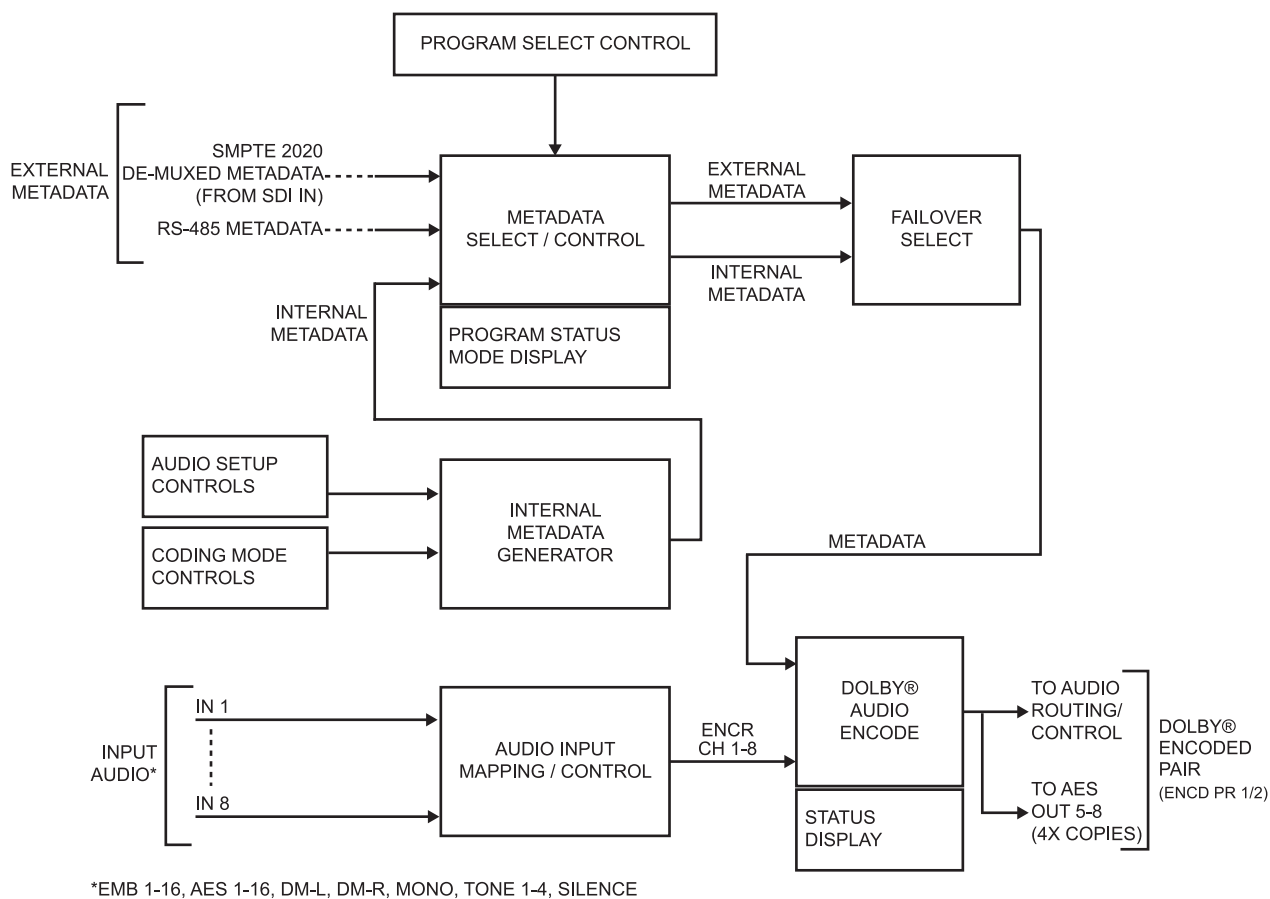 PROGRAM SELECT CONTROL
EXTERNAL
METADATA
SMPTE 2020
DE-MUXED METADATA
(FROM SDI IN)
RS-485 METADATA
METADATA
SELECT / CONTROL
PROGRAM STATUS
MODE DISPLAY
EXTERNAL
METADATA
INTERNAL
METADATA
FAILOVER
SELECT
INTERNAL
METADATA
AUDIO SETUP
CONTROLS
CODING MODE
CONTROLS
INTERNAL
METADATA
GENERATOR
METADATA
INPUT
AUDIO*
IN 1
IN 8
AUDIO INPUT
MAPPING / CONTROL
ENCR
CH 1-8
DOLBY®
AUDIO
ENCODE
STATUS
DISPLAY
TO AUDIO
ROUTING/
CONTROL
TO AES
OUT 5-8
(4X COPIES)
DOLBY®
ENCODED
PAIR
(ENCD PR 1/2)
*EMB 1-16, AES 1-16, DM-L, DM-R, MONO, TONE 1-4, SILENCE